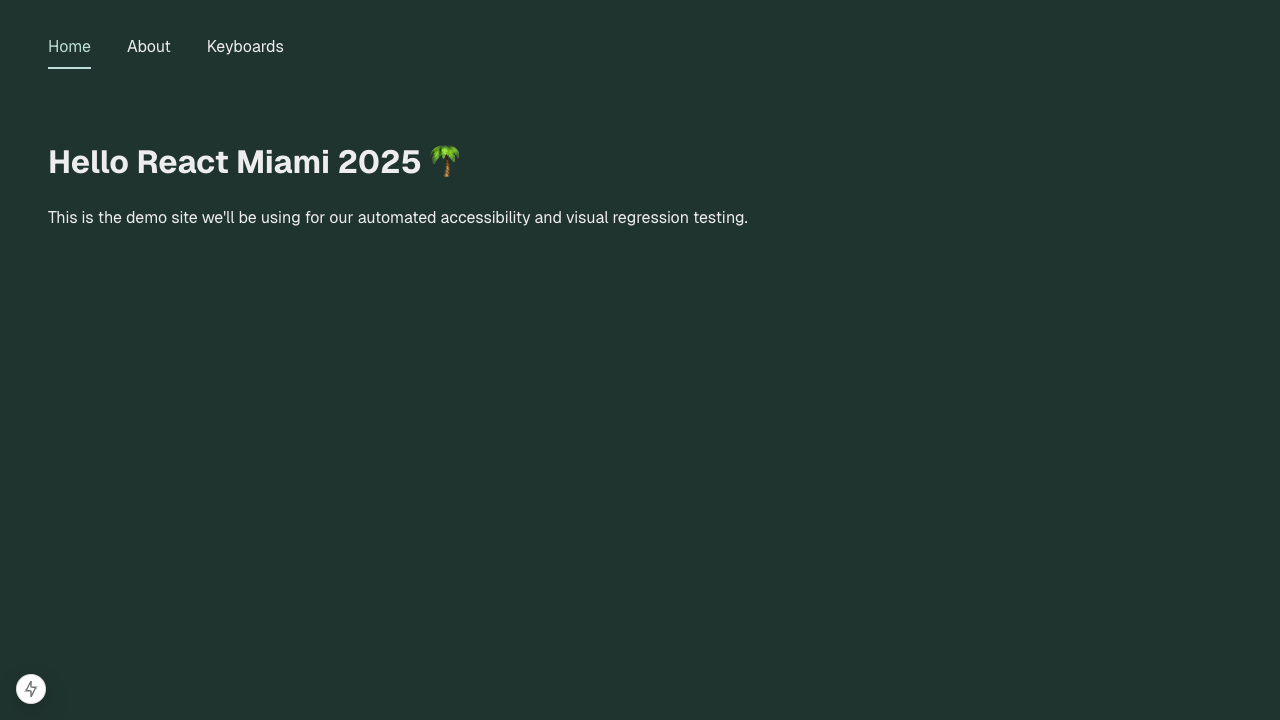 Home About Keyboards
Hello React Miami 2025 🌴
This is the demo site we'll be using for our automated accessibility and visual regression testing.